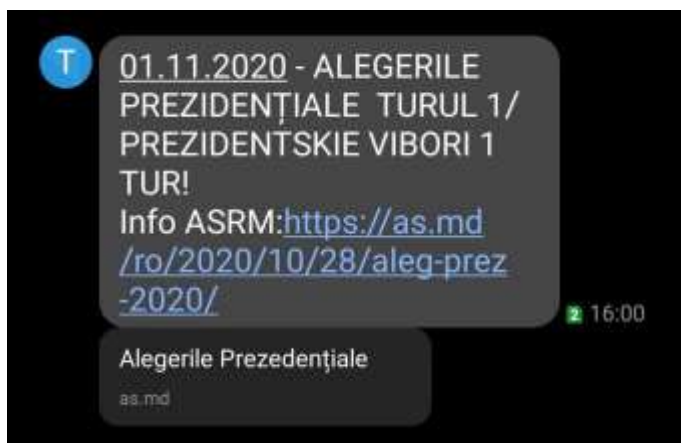 T
01.11.2020 - ALEGERILE
PREZIDENȚIALE TURUL 1/
PREZIDENTSKIE VIBORI 1
TUR!
Info ASRM:https://as.md
/ro/2020/10/28/aleg-prez
-2020/
2 16:00
Alegerile Prezedențiale
as.md